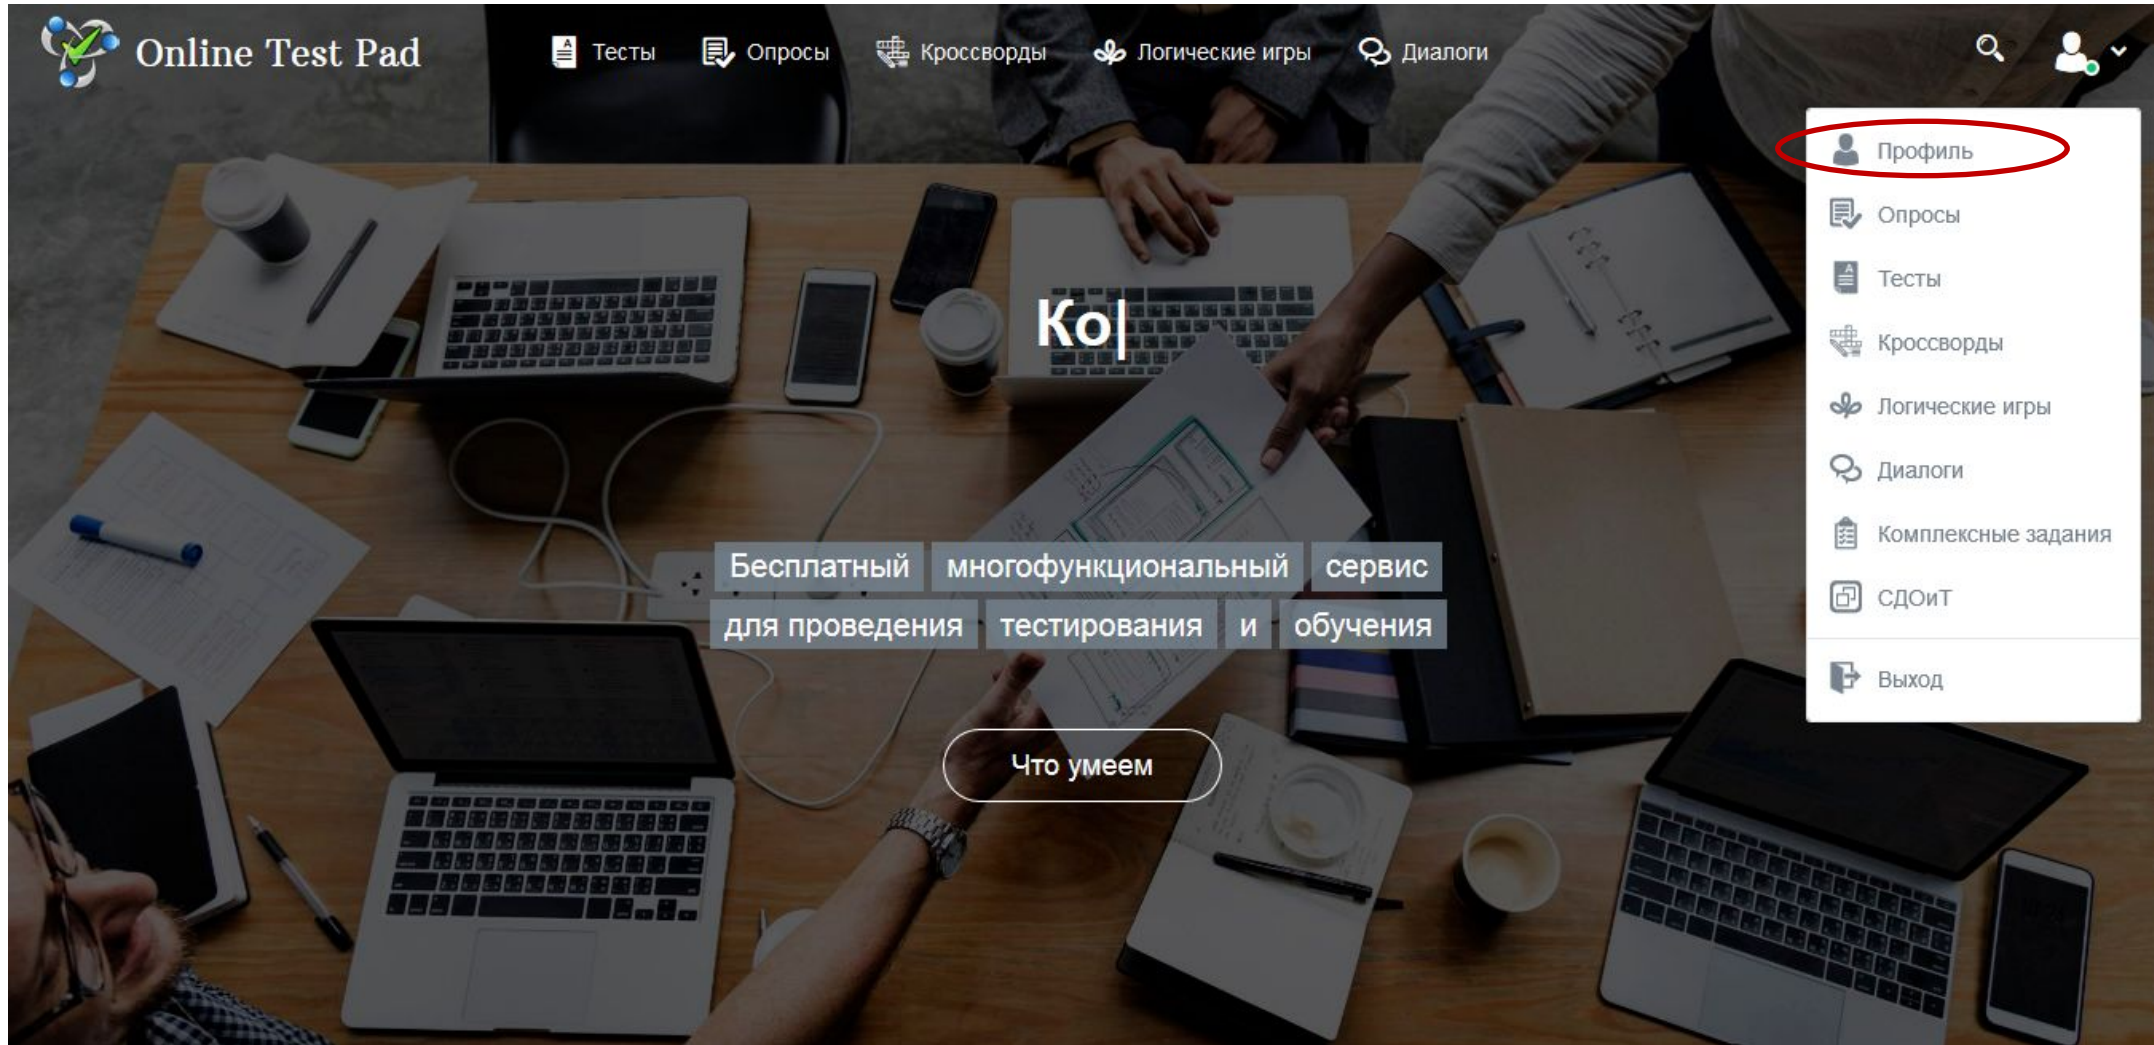 Online Test Pad
Тесты Опросы Кроссворды Логические игры Диалоги
Профиль
Опросы
Тесты
Кроссворды
Логические игры
Диалоги
Комплексные задания
СДОиТ
Выход
Ко|
Бесплатный многофункциональный сервис
для проведения тестирования и обучения
Что умеем